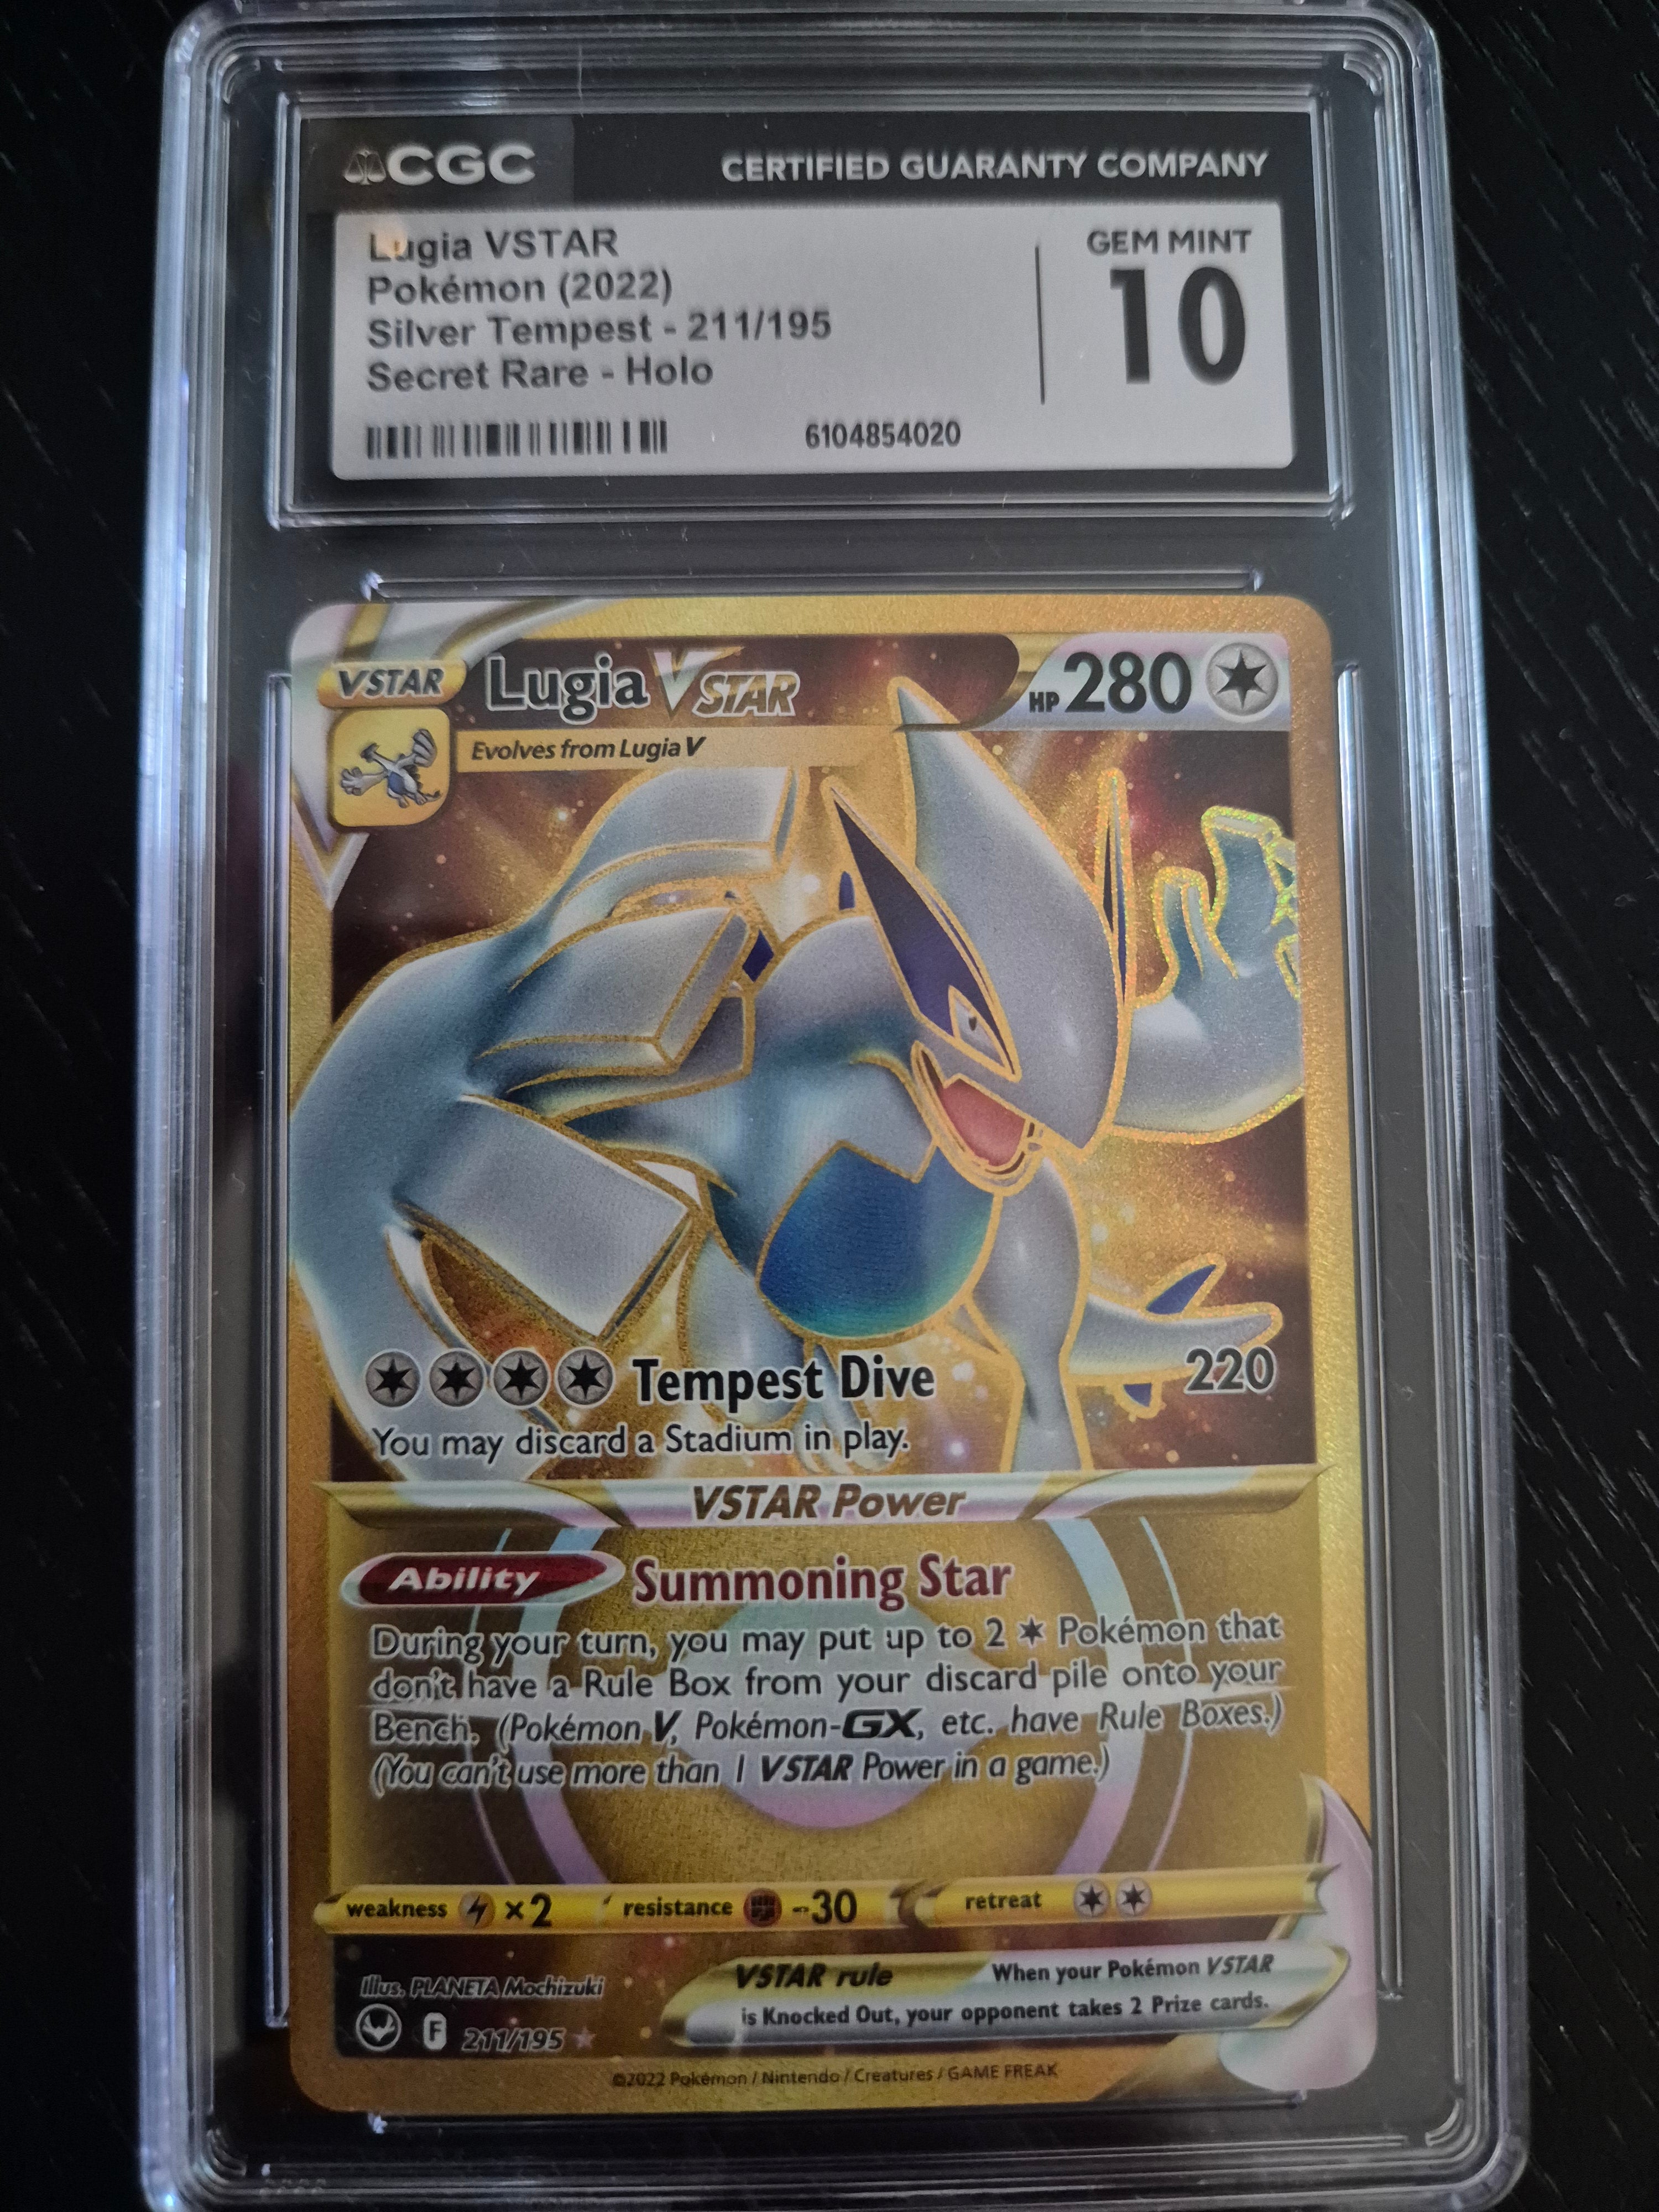 CGC CERTIFIED GUARANTY COMPANY
Lugia VSTAR
Pokémon (2022)
Silver Tempest - 211/195
Secret Rare - Holo
GEM MINT
10
6104854020
VSTAR Lugia VSTAR HP 280
Evolves from Lugia V
Tempest Dive 220
You may discard a Stadium in play.
VSTAR Power
Ability Summoning Star
During your turn, you may put up to 2 Pokémon that
don't have a Rule Box from your discard pile onto your
Bench. (Pokémon V, Pokémon-GX, etc. have Rule Boxes.)
(You can't use more than 1 VSTAR Power in a game.)
weakness ×2 resistance -30 retreat
Illus. PLANETA Mochizuki
VSTAR rule When your Pokémon VSTAR
is Knocked Out, your opponent takes 2 Prize cards.
F 211/195
©2022 Pokémon / Nintendo / Creatures / GAME FREAK